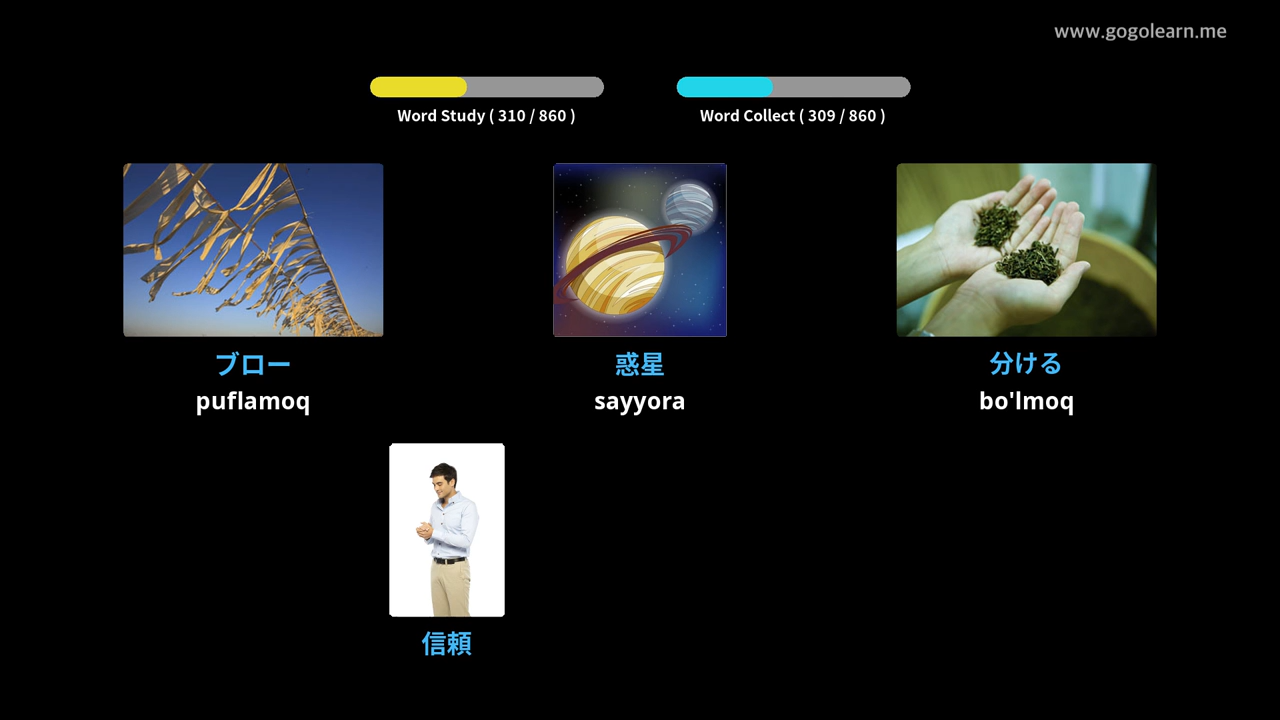 www.gogolearn.me
Word Study ( 310 / 860 )
Word Collect ( 309 / 860 )
ブロー
puflamoq
惑星
sayyora
分ける
bo'lmoq
信頼